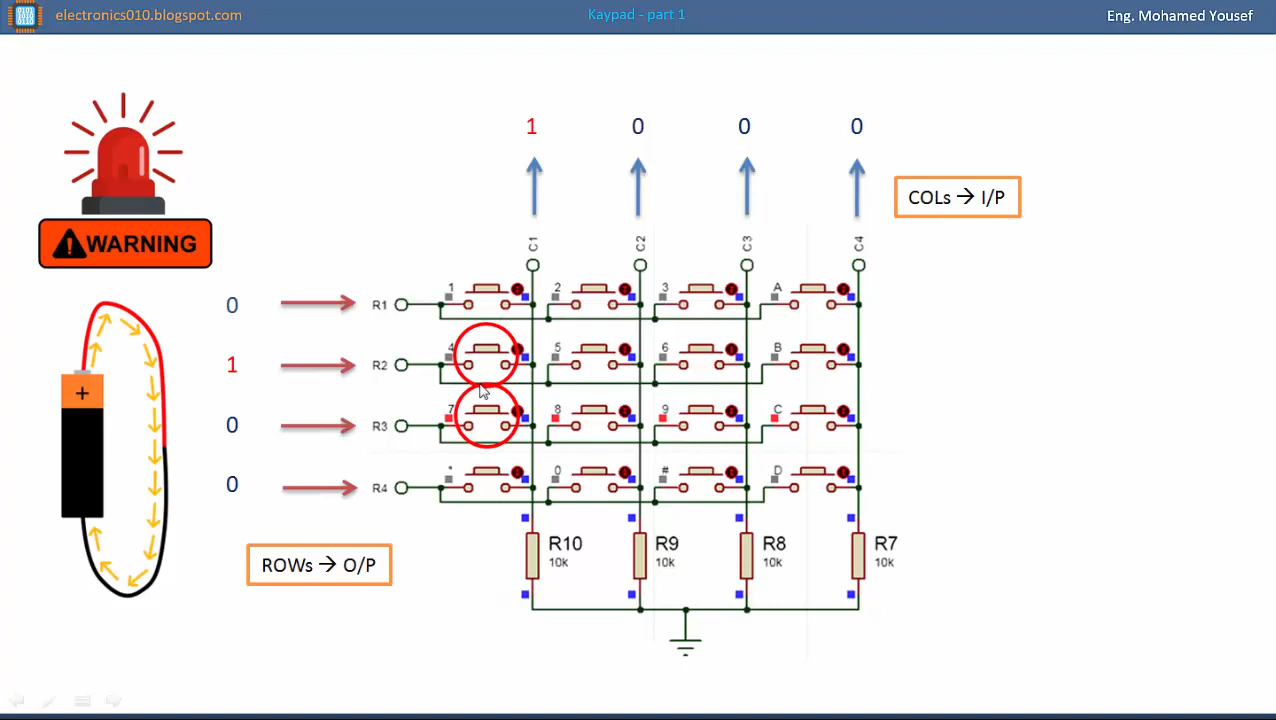 electronics010.blogspot.com
Kaypad - part 1
Eng. Mohamed Yousef
1 0 0 0
COLs → I/P
WARNING
C1 C2 C3 C4
0 R1 1 2 3 A
1 R2 4 5 6 B
+
0 R3 7 8 9 C
0 R4 * 0 # D
ROWs → O/P
R10 R9 R8 R7
10k 10k 10k 10k